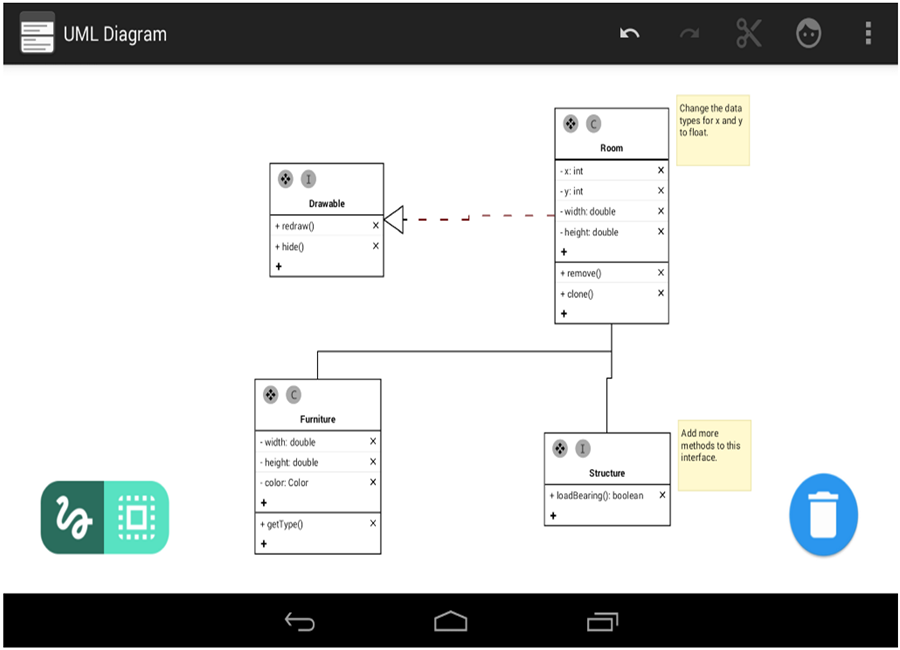 UML Diagram
Change the data
types for x and y
to float.
C
Room
- x: int X
- y: int X
- width: double X
- height: double X
+
+ remove() X
+ clone() X
+
I
Drawable
+ redraw() X
+ hide() X
+
C
Furniture
- width: double X
- height: double X
- color: Color X
+
+ getType() X
+
I
Structure
+ loadBearing(): boolean X
+
Add more
methods to this
interface.